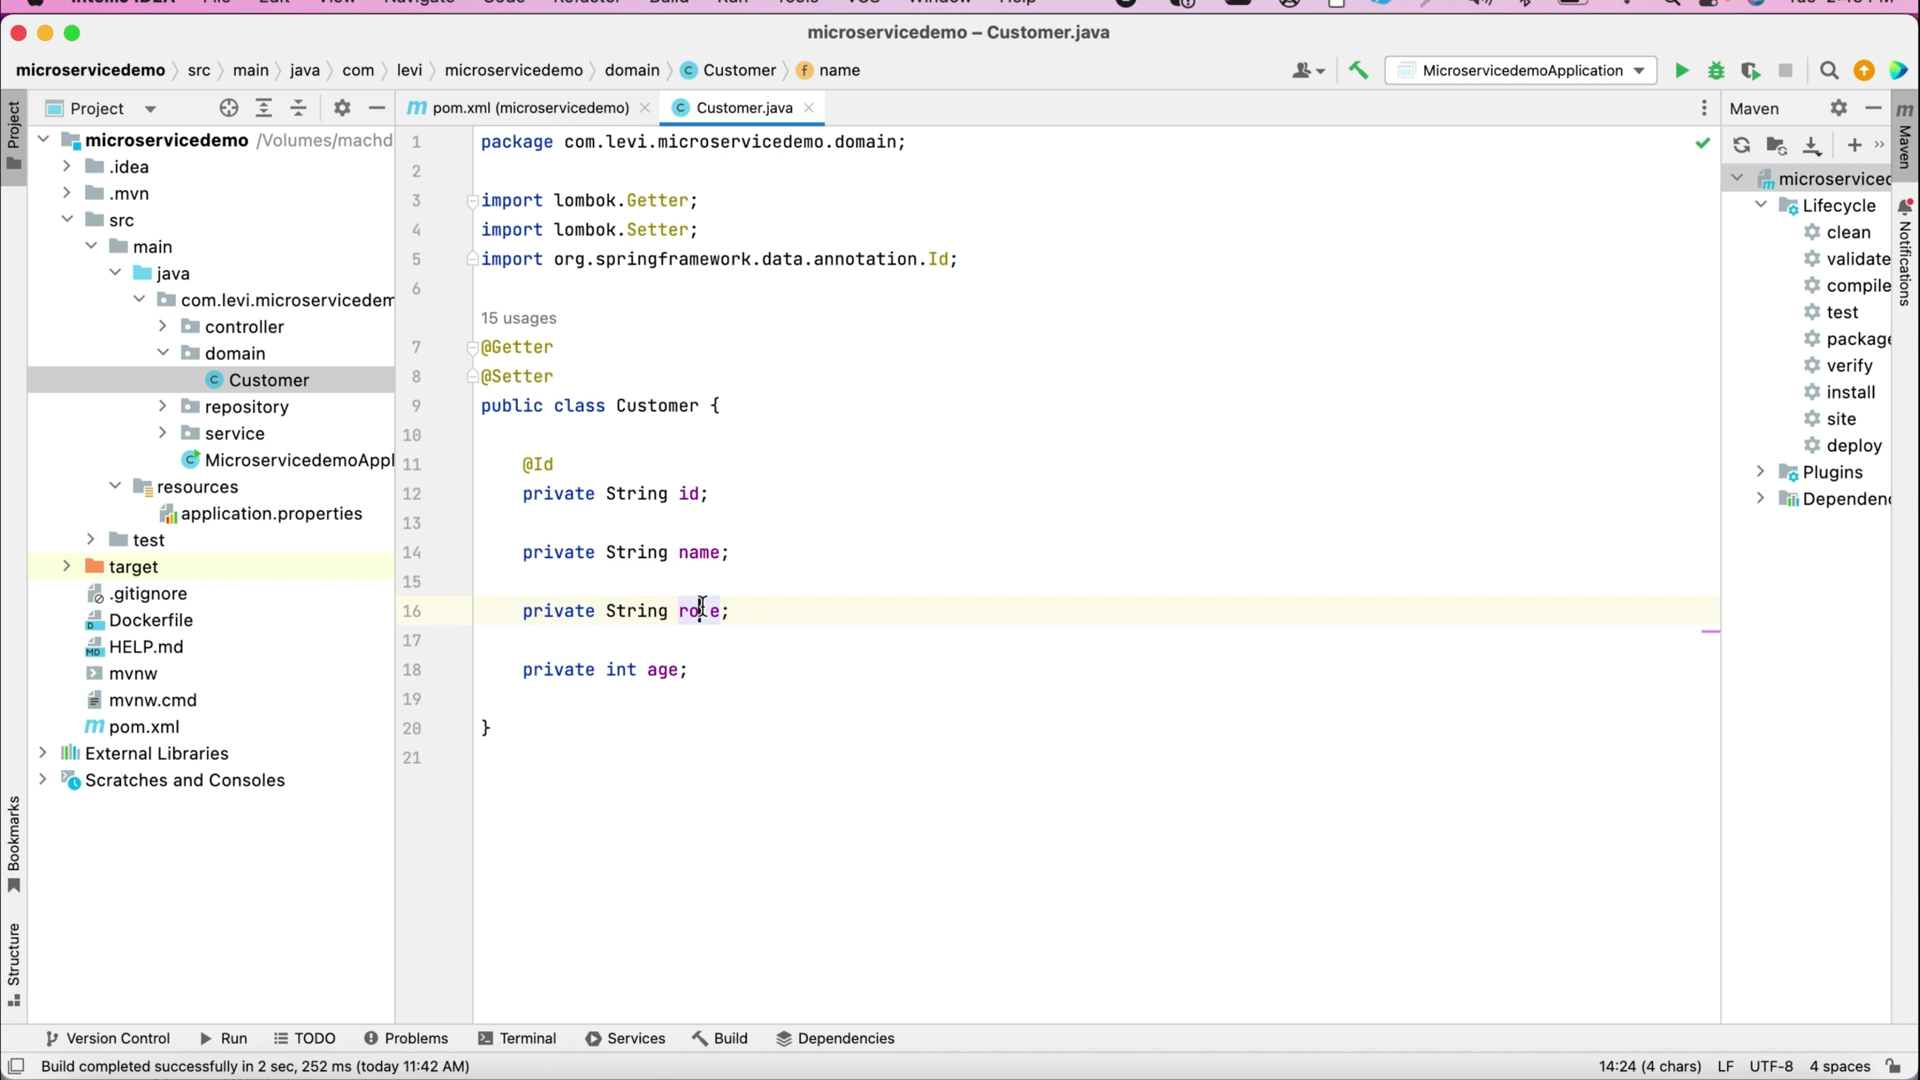 microservicedemo – Customer.java
microservicedemo src main java com levi microservicedemo domain Customer name
MicroservicedemoApplication
Project
pom.xml (microservicedemo)
Customer.java
Maven
Project
microservicedemo /Volumes/machd
.idea
.mvn
src
main
java
com.levi.microservicedem
controller
domain
Customer
repository
service
MicroservicedemoAppl
resources
application.properties
test
target
.gitignore
Dockerfile
HELP.md
mvnw
mvnw.cmd
pom.xml
External Libraries
Scratches and Consoles
Bookmarks
Structure
1 package com.levi.microservicedemo.domain;
2
3 import lombok.Getter;
4 import lombok.Setter;
5 import org.springframework.data.annotation.Id;
6
15 usages
7 @Getter
8 @Setter
9 public class Customer {
10
11 @Id
12 private String id;
13
14 private String name;
15
16 private String role;
17
18 private int age;
19
20 }
21
microservicec
Lifecycle
clean
validate
compile
test
package
verify
install
site
deploy
Plugins
Dependenc
Maven
Notifications
Version Control Run TODO Problems Terminal Services Build Dependencies
Build completed successfully in 2 sec, 252 ms (today 11:42 AM)
14:24 (4 chars) LF UTF-8 4 spaces